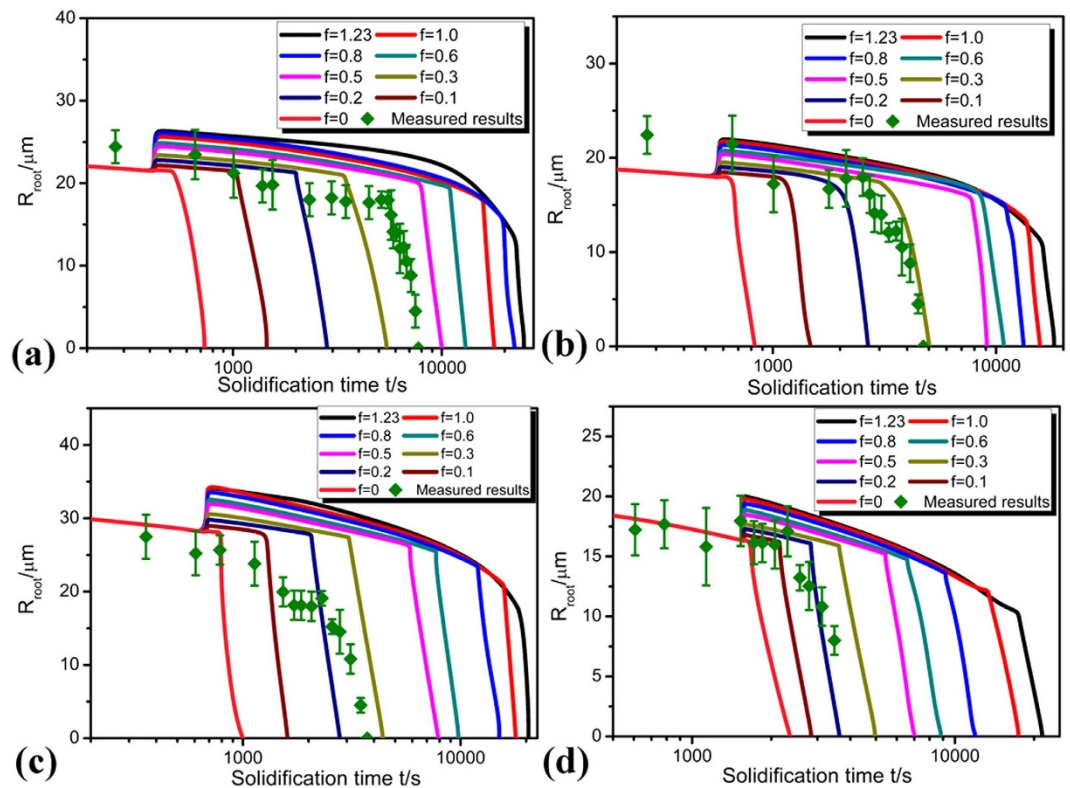 40
30
20
10
0
R_root/μm
f=1.23 f=1.0
f=0.8 f=0.6
f=0.5 f=0.3
f=0.2 f=0.1
f=0 Measured results
1000 10000
Solidification time t/s
(a)
30
20
10
0
R_root/μm
f=1.23 f=1.0
f=0.8 f=0.6
f=0.5 f=0.3
f=0.2 f=0.1
f=0 Measured results
1000 10000
Solidification time t/s
(b)
40
30
20
10
0
R_root/μm
f=1.23 f=1.0
f=0.8 f=0.6
f=0.5 f=0.3
f=0.2 f=0.1
f=0 Measured results
1000 10000
Solidification time t/s
(c)
25
20
15
10
5
0
R_root/μm
f=1.23 f=1.0
f=0.8 f=0.6
f=0.5 f=0.3
f=0.2 f=0.1
f=0 Measured results
1000 10000
Solidification time t/s
(d)